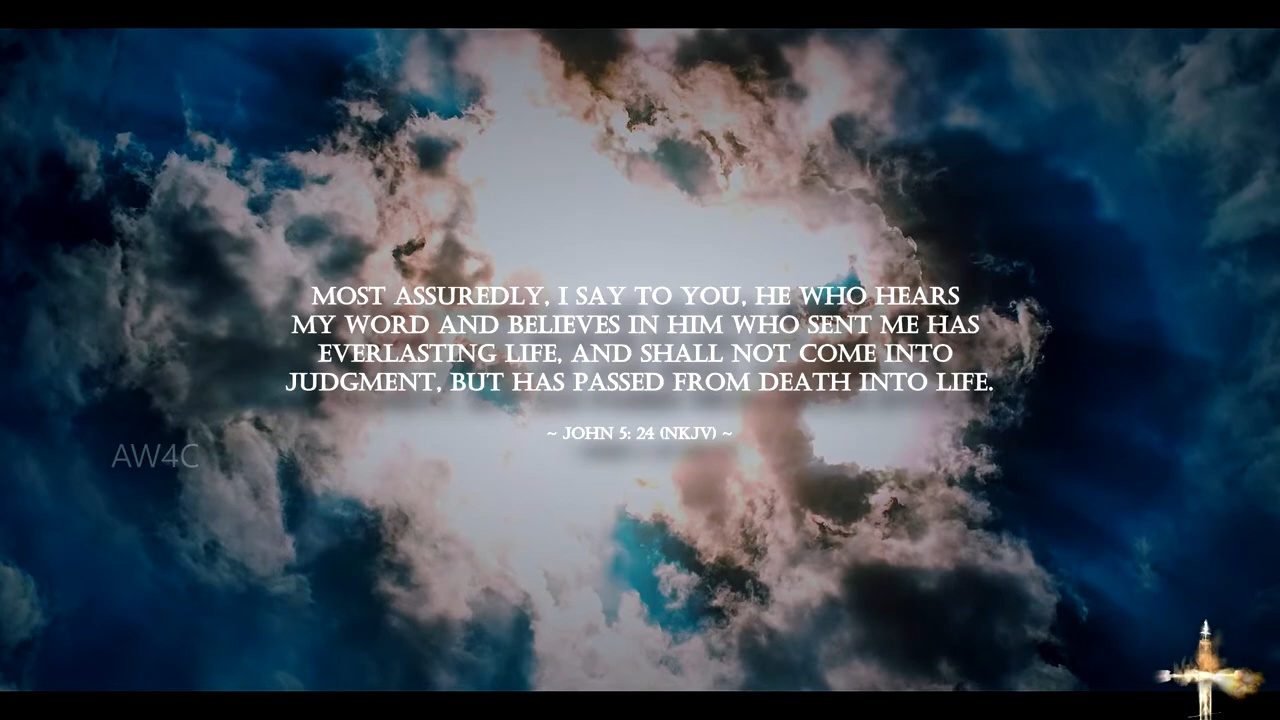 MOST ASSUREDLY, I SAY TO YOU, HE WHO HEARS
MY WORD AND BELIEVES IN HIM WHO SENT ME HAS
EVERLASTING LIFE, AND SHALL NOT COME INTO
JUDGMENT, BUT HAS PASSED FROM DEATH INTO LIFE.
~ JOHN 5: 24 (NKJV) ~
AW4C